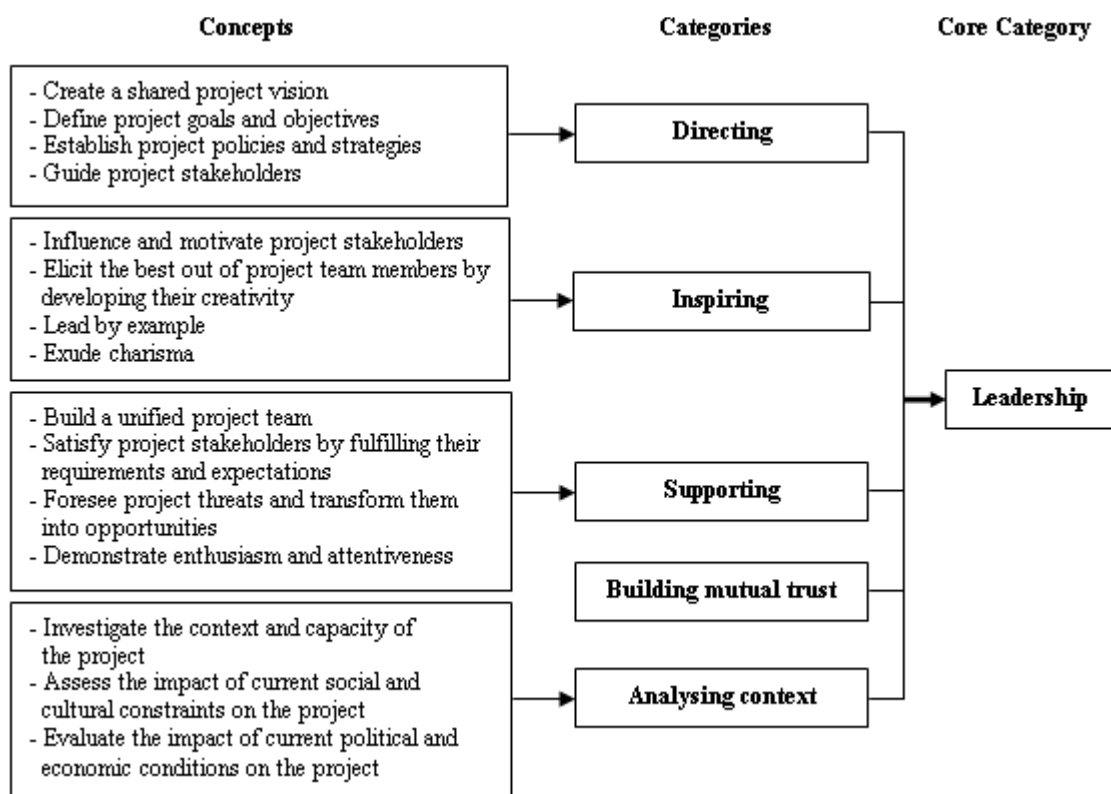 Concepts
Categories
Core Category
- Create a shared project vision
- Define project goals and objectives
- Establish project policies and strategies
- Guide project stakeholders
Directing
- Influence and motivate project stakeholders
- Elicit the best out of project team members by
developing their creativity
- Lead by example
- Exude charisma
Inspiring
- Build a unified project team
- Satisfy project stakeholders by fulfilling their
requirements and expectations
- Foresee project threats and transform them
into opportunities
- Demonstrate enthusiasm and attentiveness
Supporting
Building mutual trust
- Investigate the context and capacity of
the project
- Assess the impact of current social and
cultural constraints on the project
- Evaluate the impact of current political and
economic conditions on the project
Analysing context
Leadership